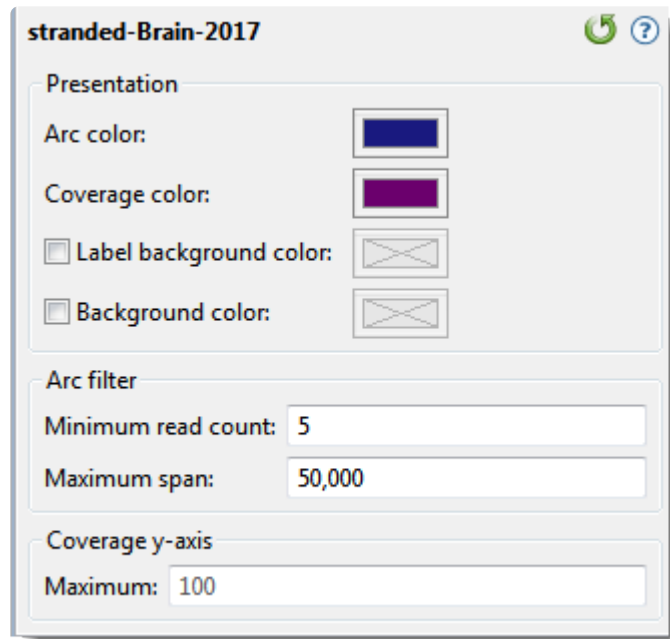 stranded-Brain-2017
?
Presentation
Arc color:
Coverage color:
Label background color:
Background color:
Arc filter
Minimum read count: 5
Maximum span: 50,000
Coverage y-axis
Maximum: 100